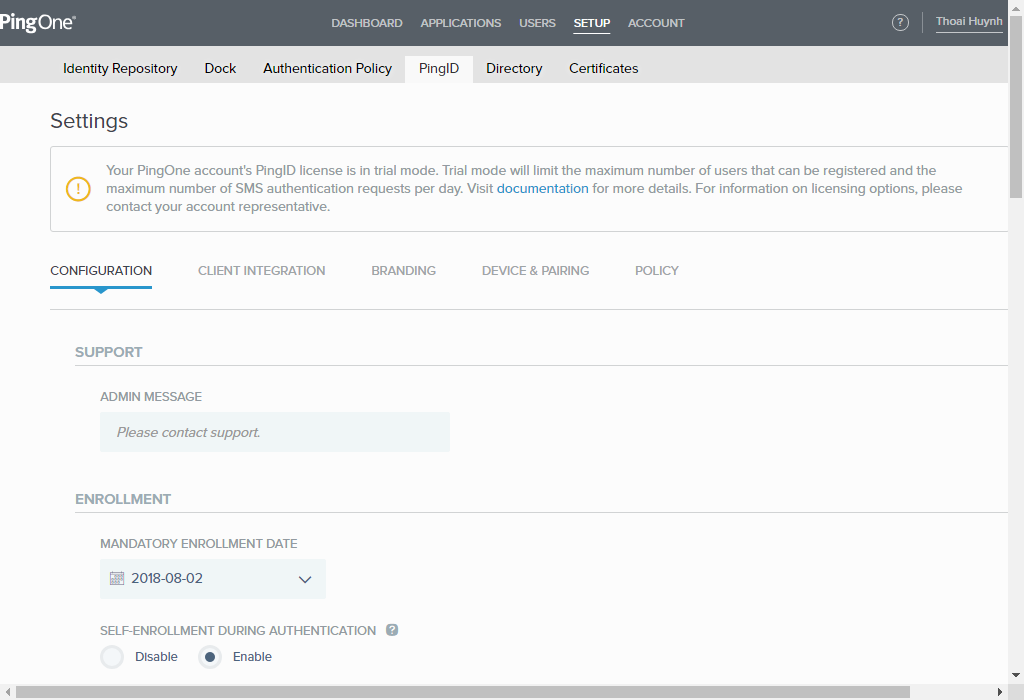 PingOne®
DASHBOARD APPLICATIONS USERS SETUP ACCOUNT ? Thoai Huynh
Identity Repository Dock Authentication Policy PingID Directory Certificates
Settings
! Your PingOne account's PingID license is in trial mode. Trial mode will limit the maximum number of users that can be registered and the
maximum number of SMS authentication requests per day. Visit documentation for more details. For information on licensing options, please
contact your account representative.
CONFIGURATION CLIENT INTEGRATION BRANDING DEVICE & PAIRING POLICY
SUPPORT
ADMIN MESSAGE
Please contact support.
ENROLLMENT
MANDATORY ENROLLMENT DATE
2018-08-02
SELF-ENROLLMENT DURING AUTHENTICATION ?
Disable Enable